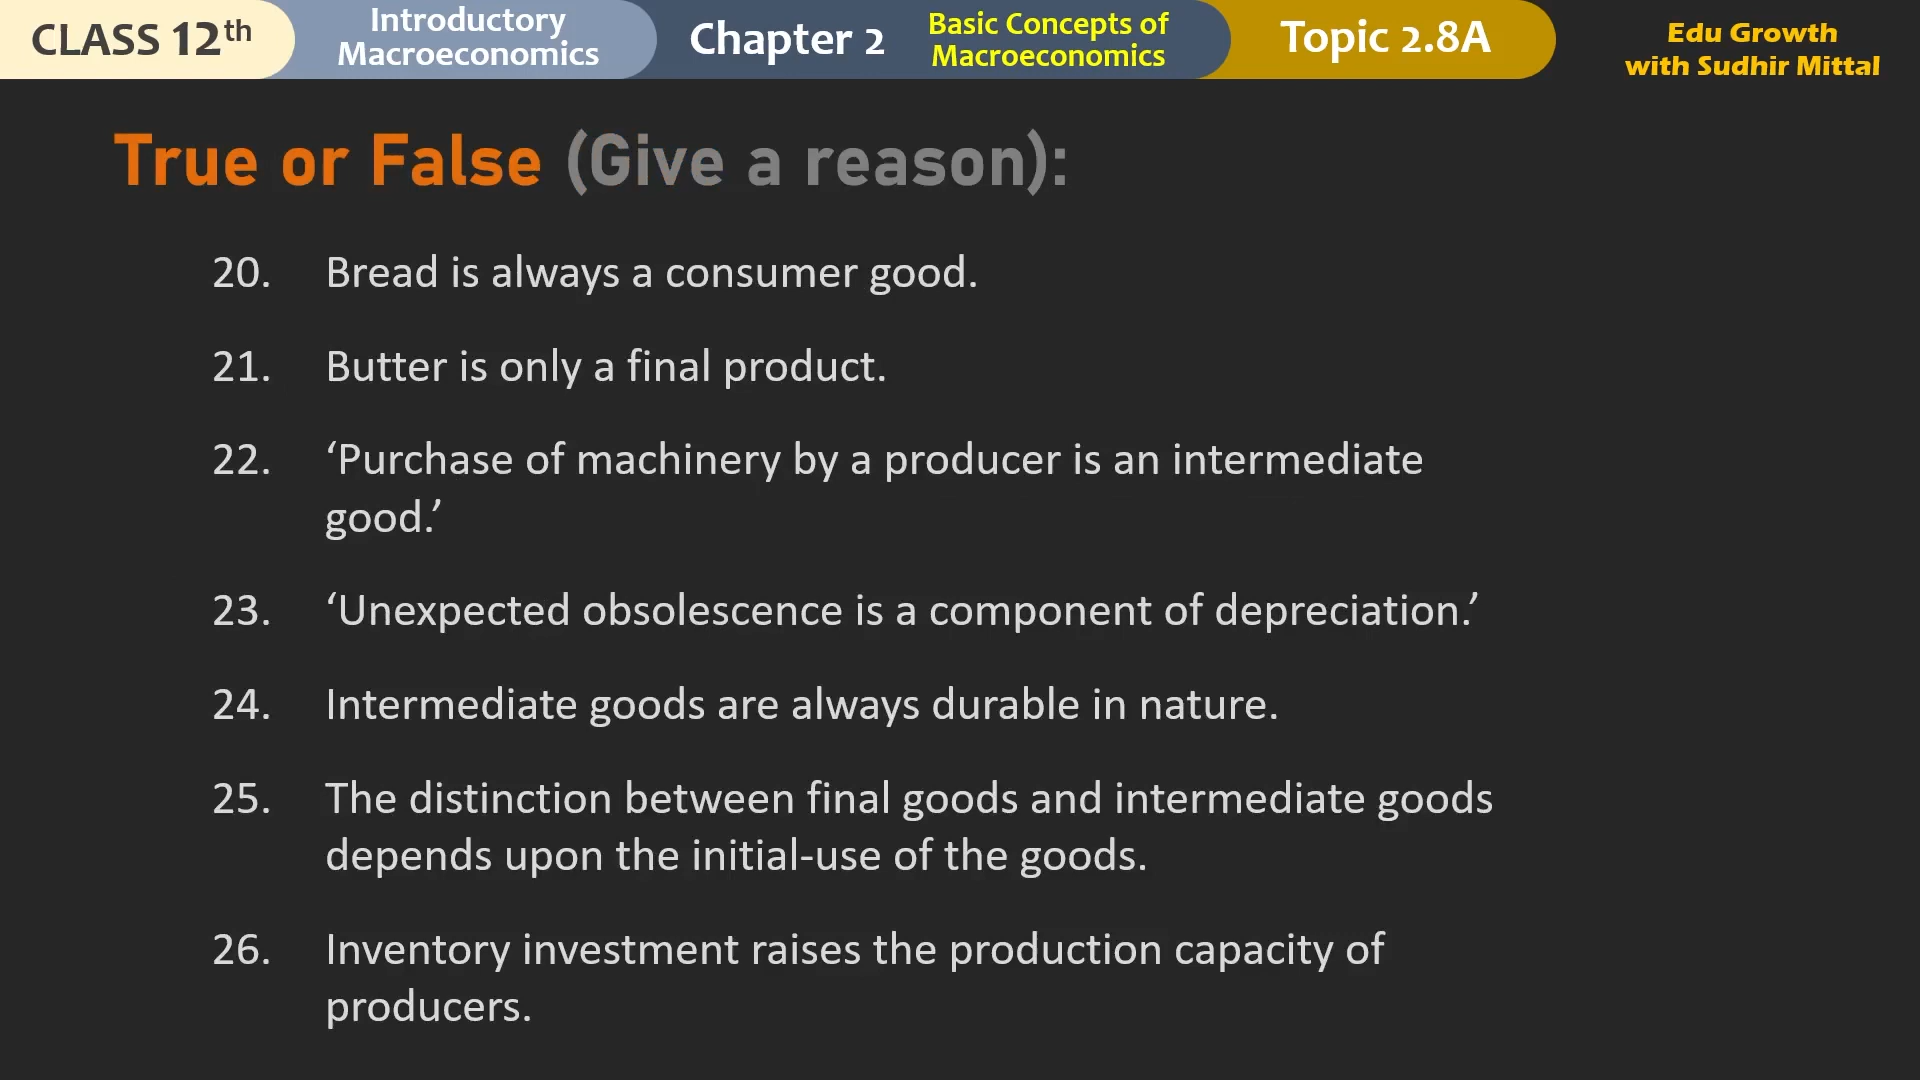 CLASS 12th
Introductory
Macroeconomics
Chapter 2
Basic Concepts of
Macroeconomics
Topic 2.8A
Edu Growth
with Sudhir Mittal
True or False (Give a reason):
20. Bread is always a consumer good.
21. Butter is only a final product.
22. ‘Purchase of machinery by a producer is an intermediate
good.’
23. ‘Unexpected obsolescence is a component of depreciation.’
24. Intermediate goods are always durable in nature.
25. The distinction between final goods and intermediate goods
depends upon the initial-use of the goods.
26. Inventory investment raises the production capacity of
producers.